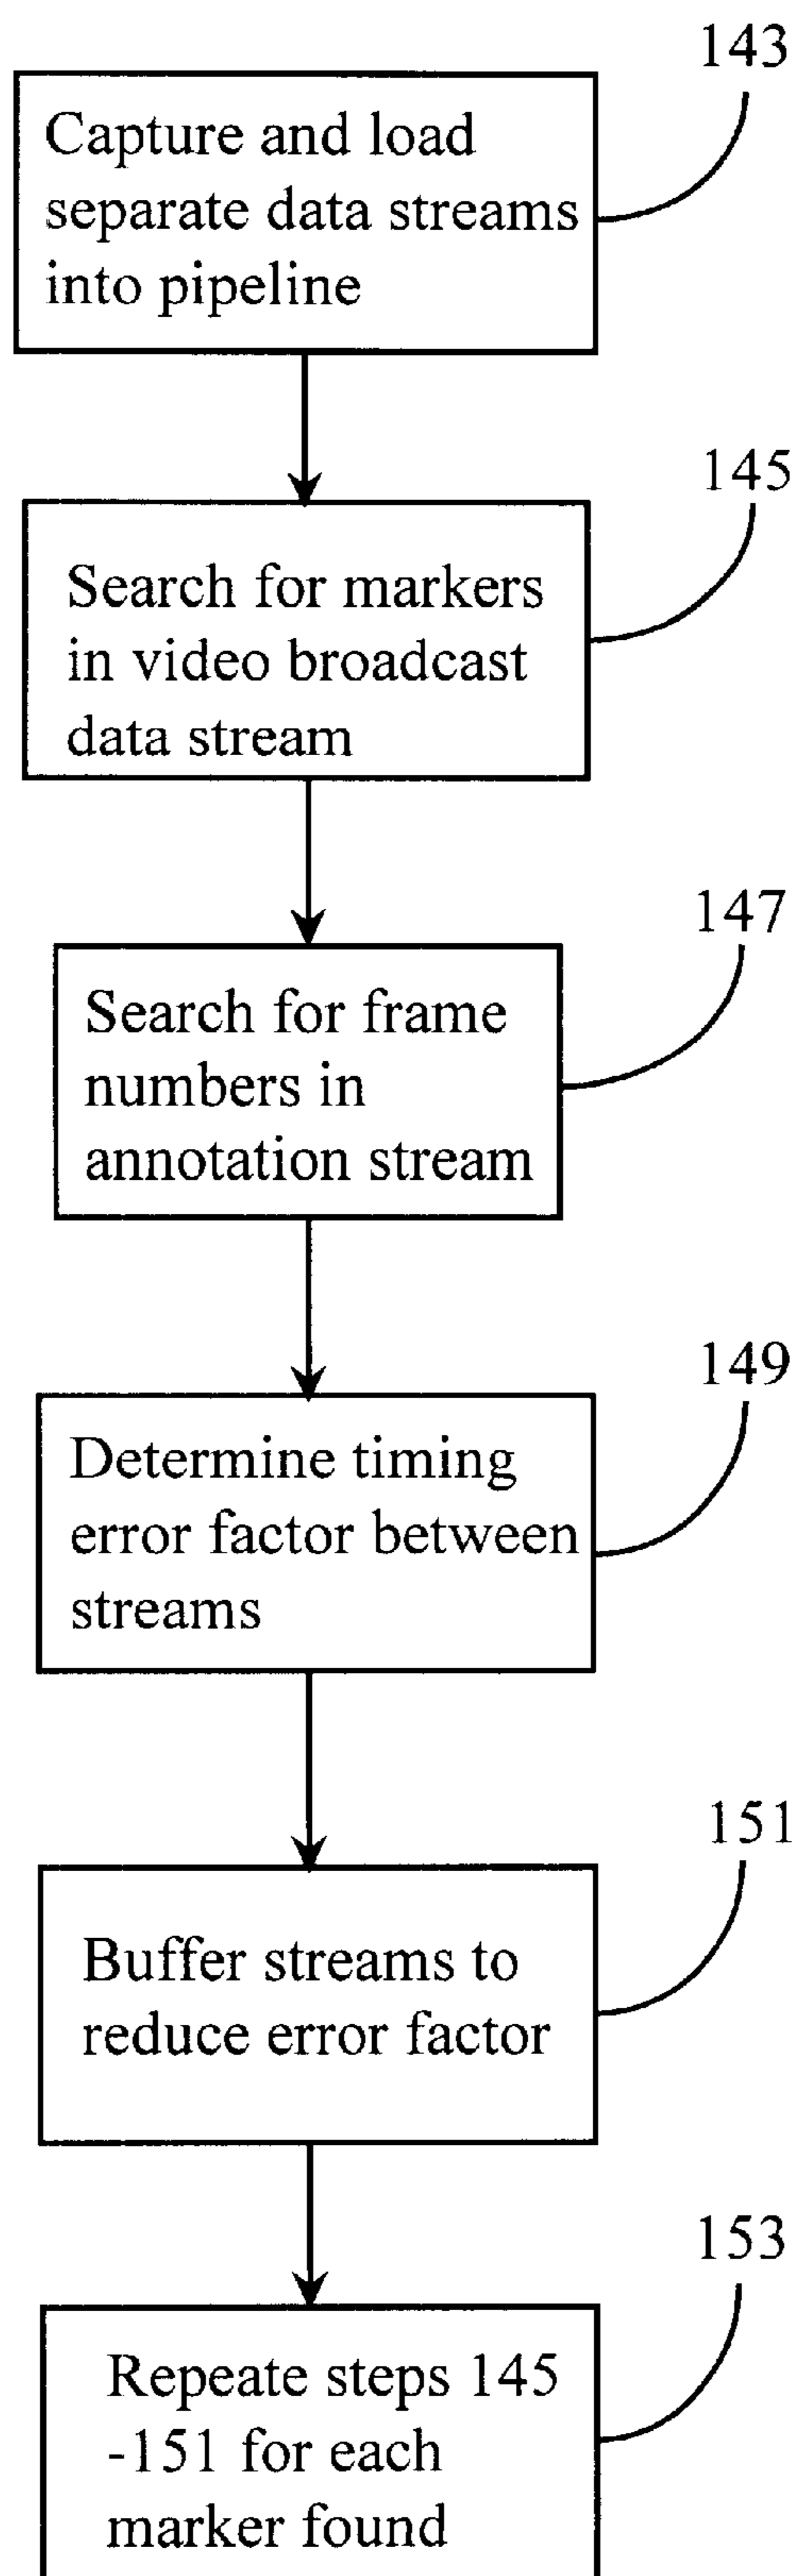 143
Capture and load
separate data streams
into pipeline
145
Search for markers
in video broadcast
data stream
147
Search for frame
numbers in
annotation stream
149
Determine timing
error factor between
streams
151
Buffer streams to
reduce error factor
153
Repeate steps 145
-151 for each
marker found